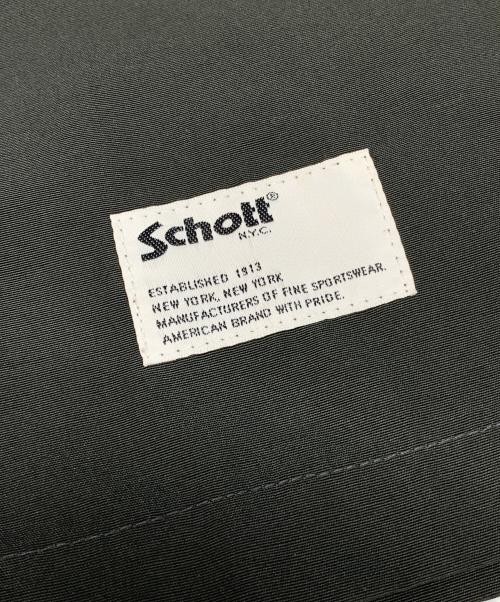 Schott®
N.Y.C.
ESTABLISHED 1913
NEW YORK, NEW YORK
MANUFACTURERS OF FINE SPORTSWEAR.
AMERICAN BRAND WITH PRIDE.